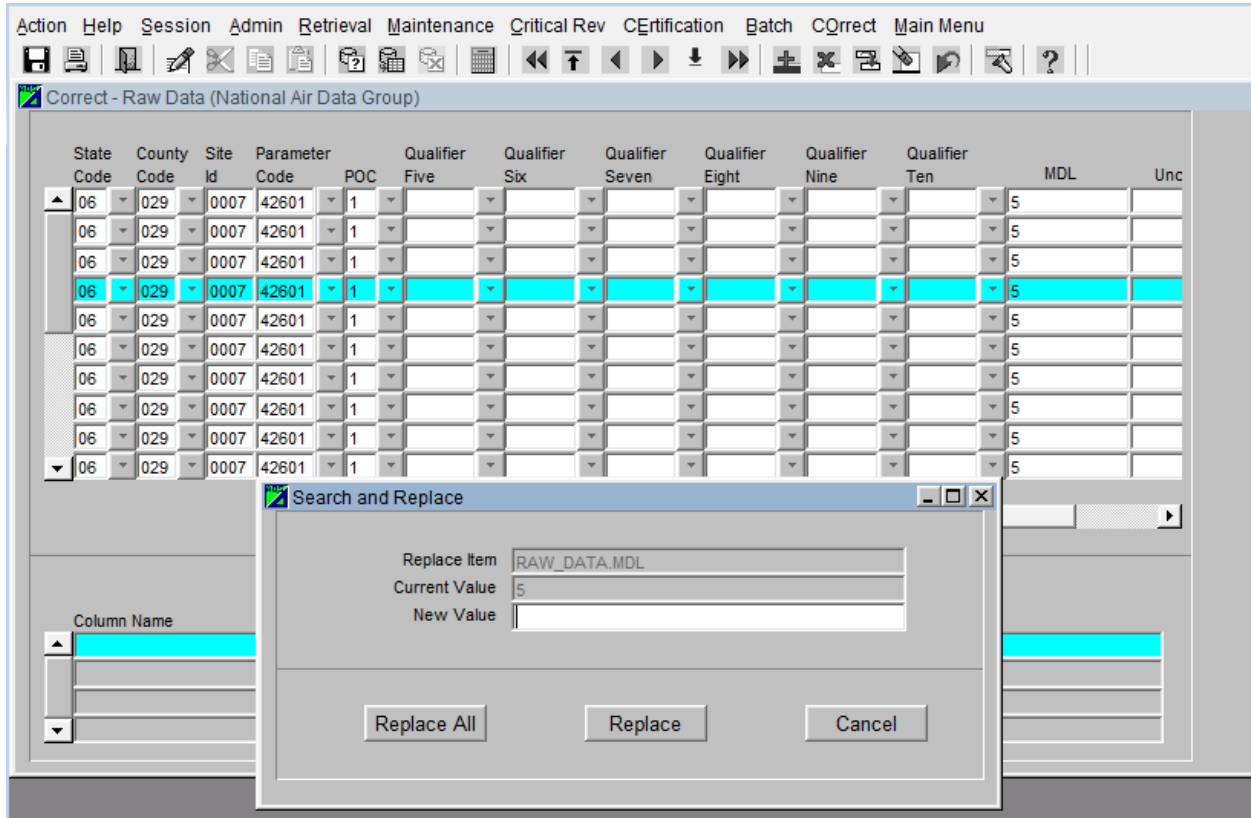 Action Help Session Admin Retrieval Maintenance Critical Rev CErtification Batch COrrect Main Menu
Correct - Raw Data (National Air Data Group)
State County Site Parameter Qualifier Qualifier Qualifier Qualifier Qualifier Qualifier
Code Code Id Code POC Five Six Seven Eight Nine Ten MDL Unc
06 029 0007 42601 1 5
06 029 0007 42601 1 5
06 029 0007 42601 1 5
06 029 0007 42601 1 5
06 029 0007 42601 1 5
06 029 0007 42601 1 5
06 029 0007 42601 1 5
06 029 0007 42601 1 5
06 029 0007 42601 1 5
06 029 0007 42601 1 5
Search and Replace
Replace Item RAW_DATA.MDL
Current Value 5
New Value
Column Name
Replace All Replace Cancel